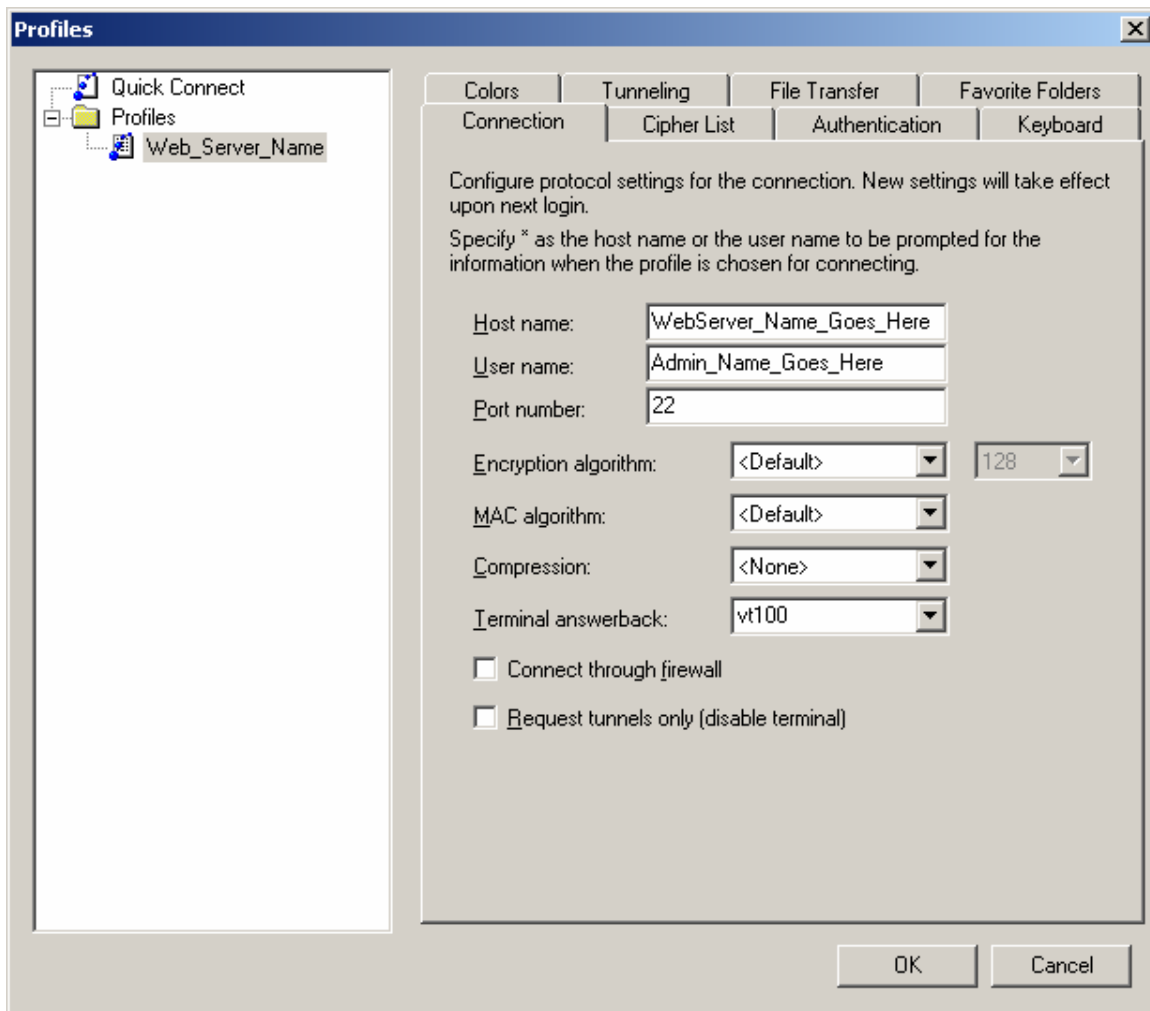 Profiles
Quick Connect
Profiles
Web_Server_Name
Colors
Tunneling
File Transfer
Favorite Folders
Connection
Cipher List
Authentication
Keyboard
Configure protocol settings for the connection. New settings will take effect
upon next login.
Specify * as the host name or the user name to be prompted for the
information when the profile is chosen for connecting.
Host name:
WebServer_Name_Goes_Here
User name:
Admin_Name_Goes_Here
Port number:
22
Encryption algorithm:
<Default>
128
MAC algorithm:
<Default>
Compression:
<None>
Terminal answerback:
vt100
Connect through firewall
Request tunnels only (disable terminal)
OK
Cancel